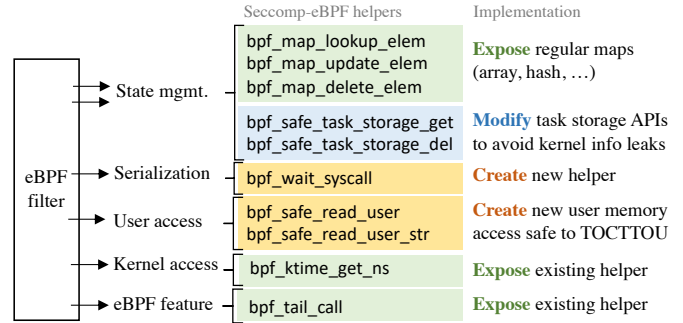 Seccomp-eBPF helpers
Implementation
eBPF
filter
State mgmt.
bpf_map_lookup_elem
bpf_map_update_elem
bpf_map_delete_elem
Expose regular maps
(array, hash, …)
bpf_safe_task_storage_get
bpf_safe_task_storage_del
Modify task storage APIs
to avoid kernel info leaks
Serialization
bpf_wait_syscall
Create new helper
User access
bpf_safe_read_user
bpf_safe_read_user_str
Create new user memory
access safe to TOCTTOU
Kernel access
bpf_ktime_get_ns
Expose existing helper
eBPF feature
bpf_tail_call
Expose existing helper